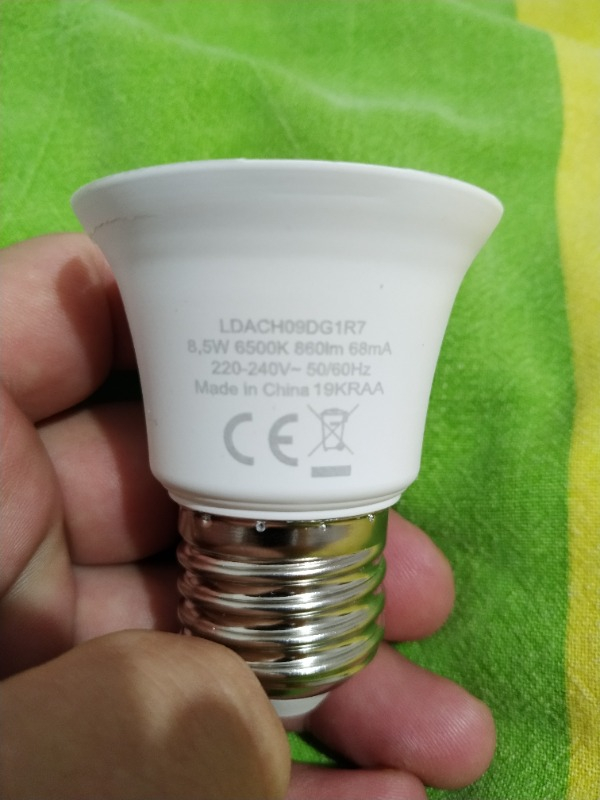 LDACH09DG1R7
8,5W 6500K 860lm 68mA
220-240V~ 50/60Hz
Made in China 19KRAA
CE